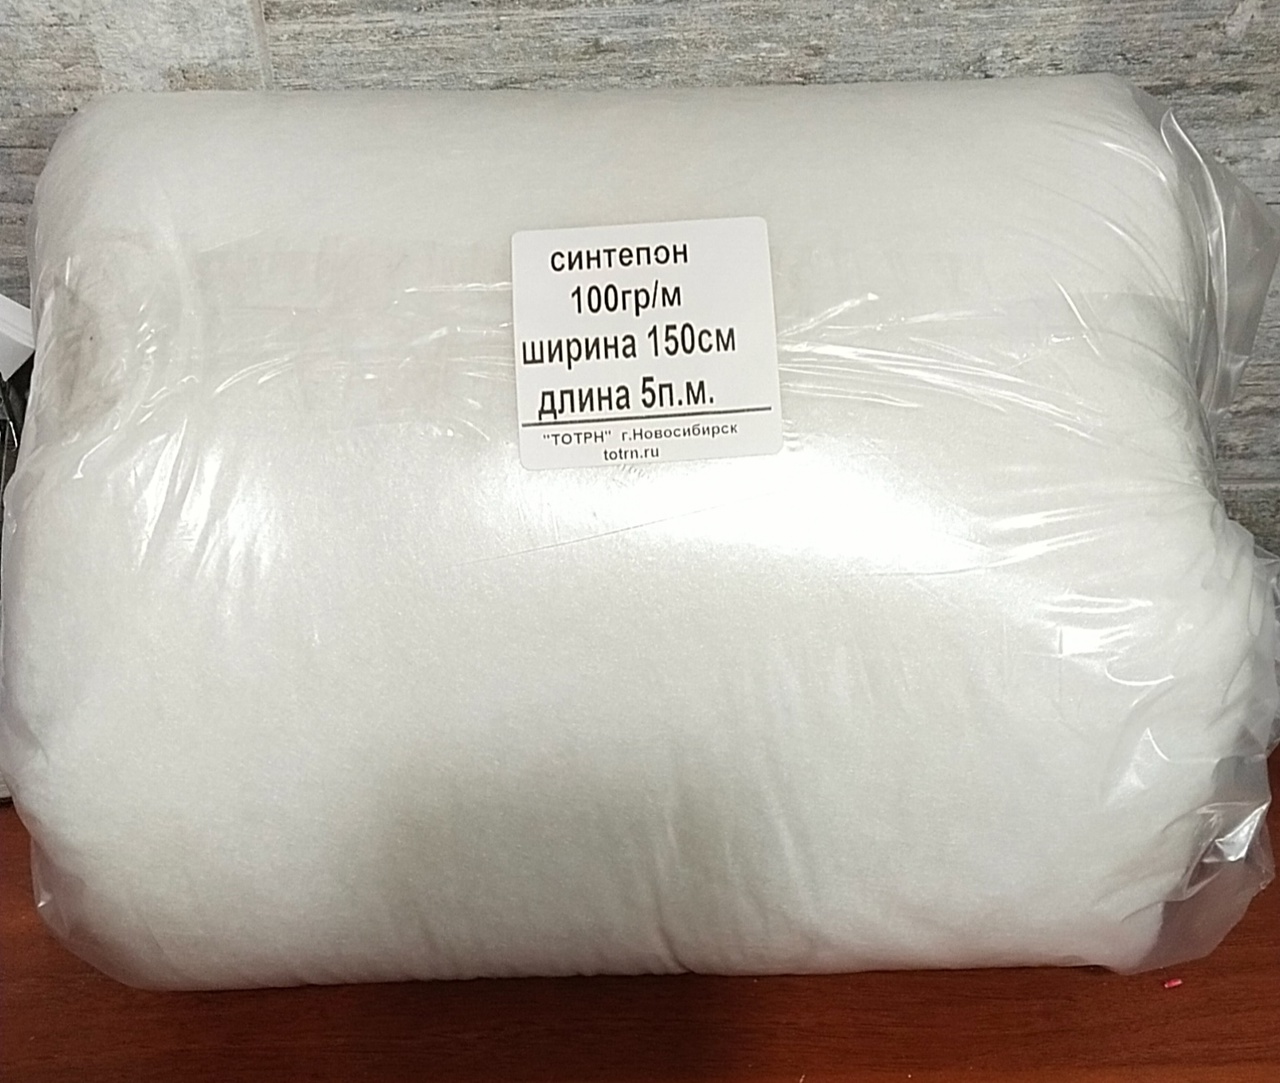 синтепон
100гр/м
ширина 150см
длина 5п.м.
"ТОТРН" г.Новосибирск
totrn.ru